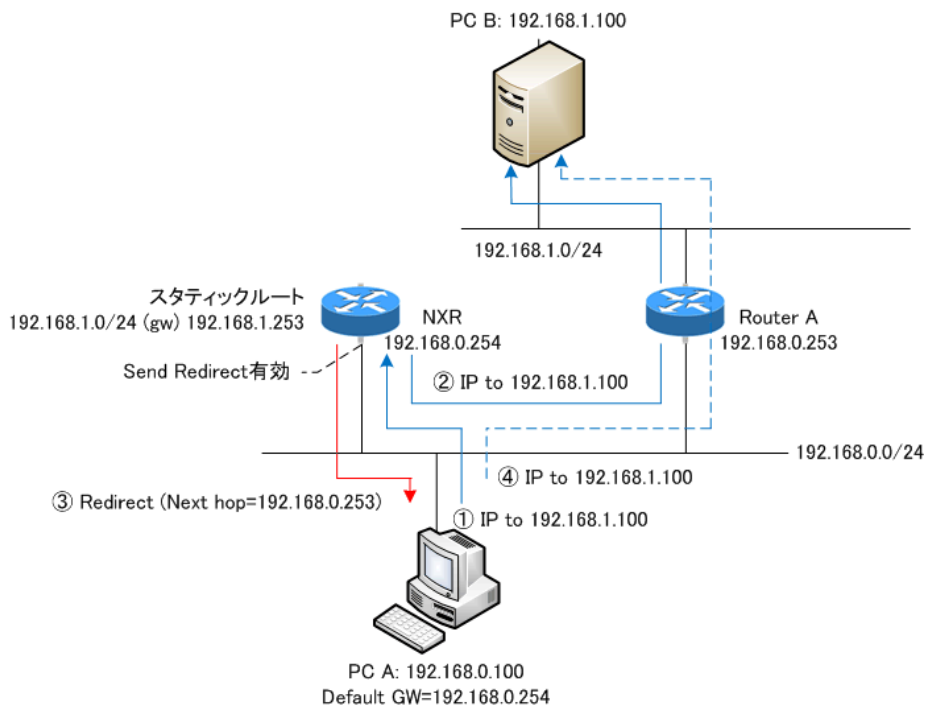 PC B: 192.168.1.100
192.168.1.0/24
スタティックルート
192.168.1.0/24 (gw) 192.168.1.253
NXR
192.168.0.254
Router A
192.168.0.253
Send Redirect有効
② IP to 192.168.1.100
192.168.0.0/24
④ IP to 192.168.1.100
③ Redirect (Next hop=192.168.0.253)
① IP to 192.168.1.100
PC A: 192.168.0.100
Default GW=192.168.0.254